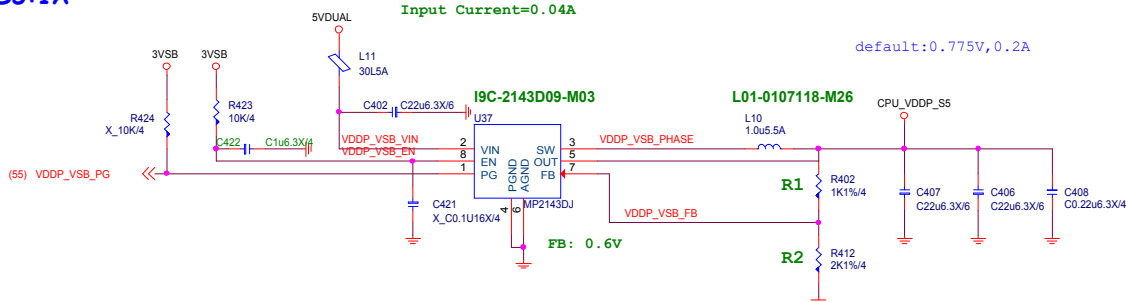 Input Current=0.04A
5VDUAL
default:0.775V,0.2A
3VSB
3VSB
L11
30L5A
I9C-2143D09-M03
L01-0107118-M26
CPU_VDDP_S5
R424
X_10K/4
R423
10K/4
C402
C22u6.3X/6
U37
L10
1.0u5.5A
C422
C1u6.3X/4
VDDP_VSB_VIN
VDDP_VSB_EN
2
8
1
VIN
EN
PG
PGND
AGND
SW
OUT
FB
3
5
7
VDDP_VSB_PHASE
(55) VDDP_VSB_PG
R1
R402
1K1%/4
C407
C22u6.3X/6
C406
C22u6.3X/6
C408
C0.22u6.3X/4
C421
X_C0.1U16X/4
4
6
MP2143DJ
VDDP_VSB_FB
FB: 0.6V
R2
R412
2K1%/4